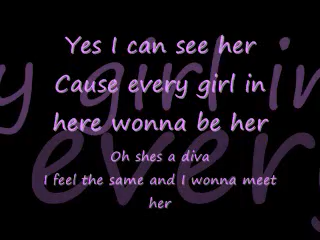 Yes I can see her
Cause every girl in
here wonna be her
Oh shes a diva
I feel the same and I wonna meet
her